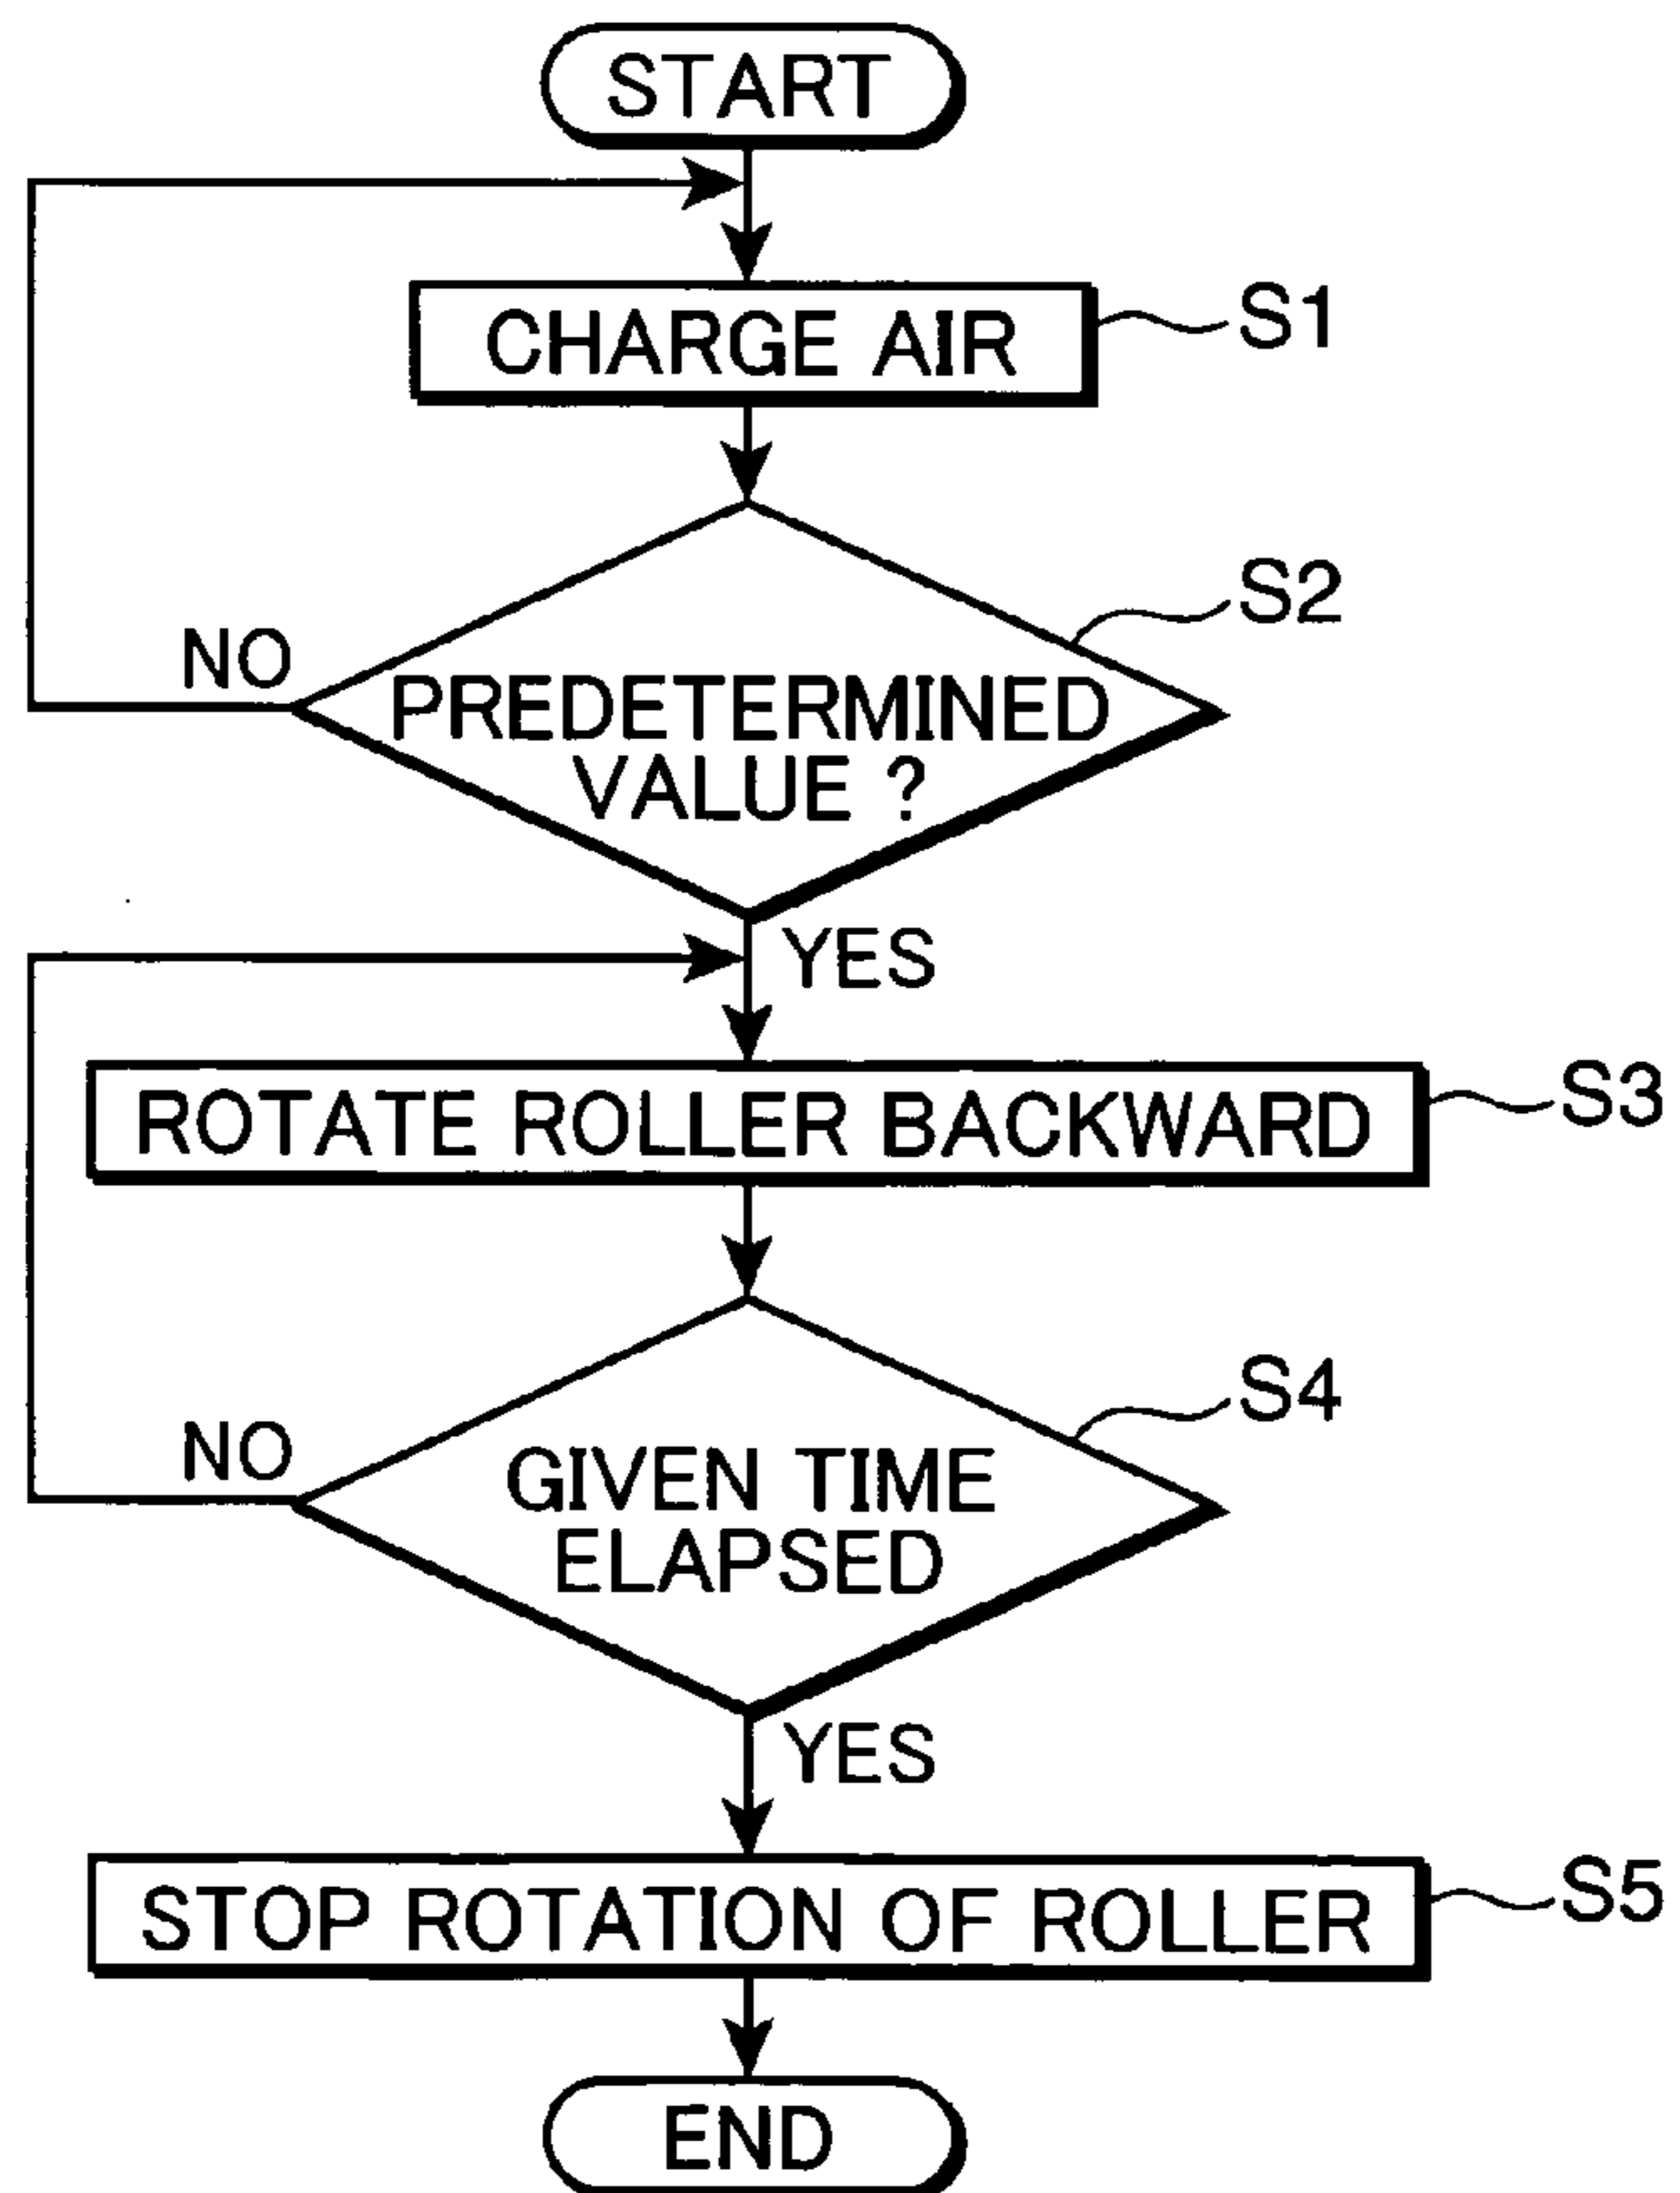 START
CHARGE AIR
S1
S2
NO
PREDETERMINED
VALUE ?
YES
ROTATE ROLLER BACKWARD
S3
S4
NO
GIVEN TIME
ELAPSED
YES
STOP ROTATION OF ROLLER
S5
END